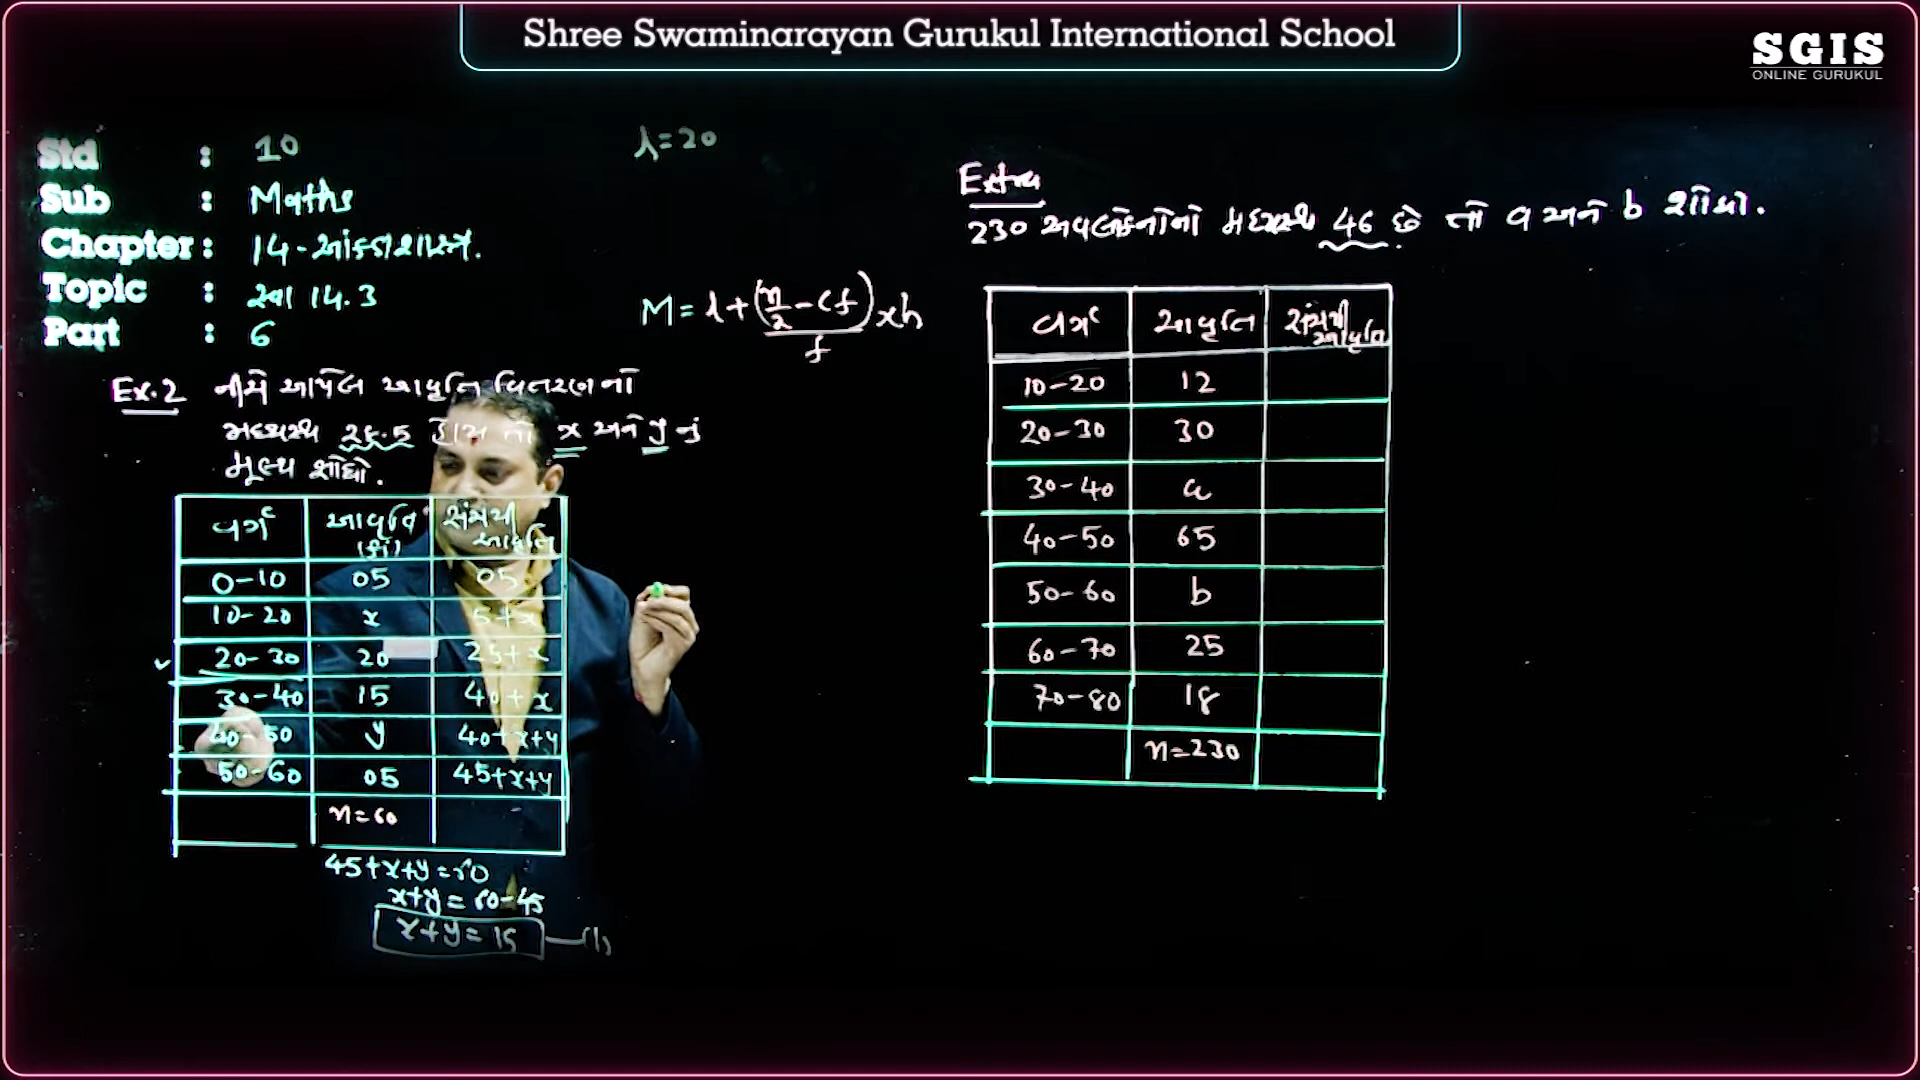 Shree Swaminarayan Gurukul International School
SGIS
ONLINE GURUKUL
Std : 10
Sub : Maths
Chapter : 14-આંકડાશાસ્ત્ર.
Topic : સ્વા 14.3
Part : 6
λ=20
M = l + (n/2 - cf) / f × h
Ex.2 નીચે આપેલ આવૃત્તિ વિતરણનો
મધ્યસ્થ 28.5 હોય તો x અને y નું
મૂલ્ય શોધો.
વર્ગ આવૃત્તિ (fi) સંચયી આવૃત્તિ
0-10 05 05
10-20 x 5+x
20-30 20 25+x
30-40 15 40+x
40-50 y 40+x+y
50-60 05 45+x+y
n=60
45+x+y=60
x+y=60-45
x+y=15 —(1)
Extra
230 અવલોકનોનો મધ્યસ્થ 46 છે તો a અને b શોધો.
વર્ગ આવૃત્તિ સંચયી આવૃત્તિ
10-20 12
20-30 30
30-40 a
40-50 65
50-60 b
60-70 25
70-80 18
n=230